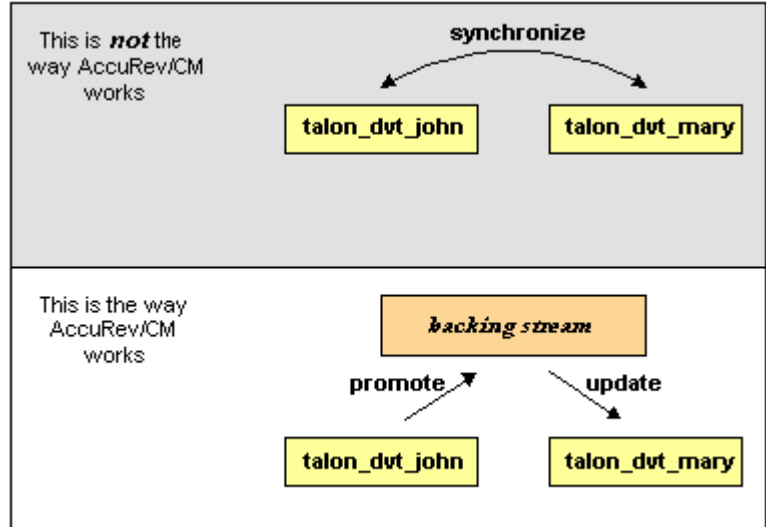 This is not the
way AccuRev/CM
works
synchronize
talon_dvt_john
talon_dvt_mary
This is the way
AccuRev/CM
works
backing stream
promote
update
talon_dvt_john
talon_dvt_mary